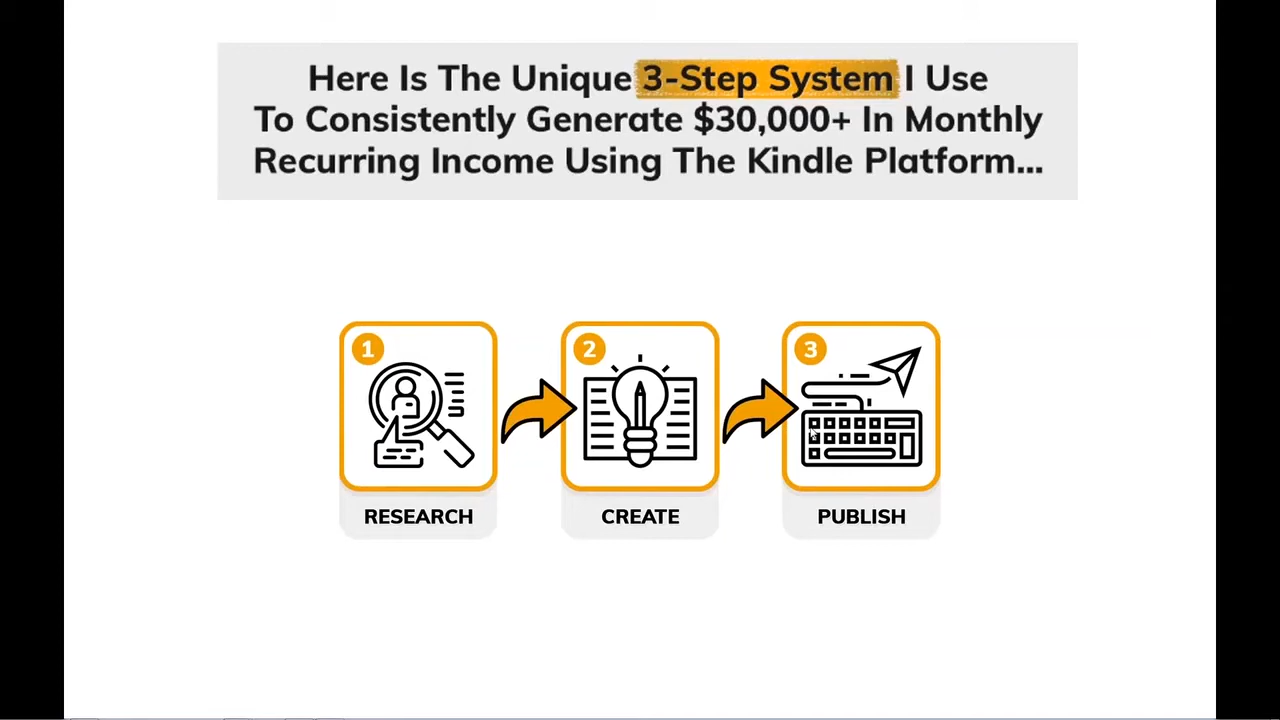 Here Is The Unique 3-Step System I Use
To Consistently Generate $30,000+ In Monthly
Recurring Income Using The Kindle Platform...
1
2
3
RESEARCH
CREATE
PUBLISH